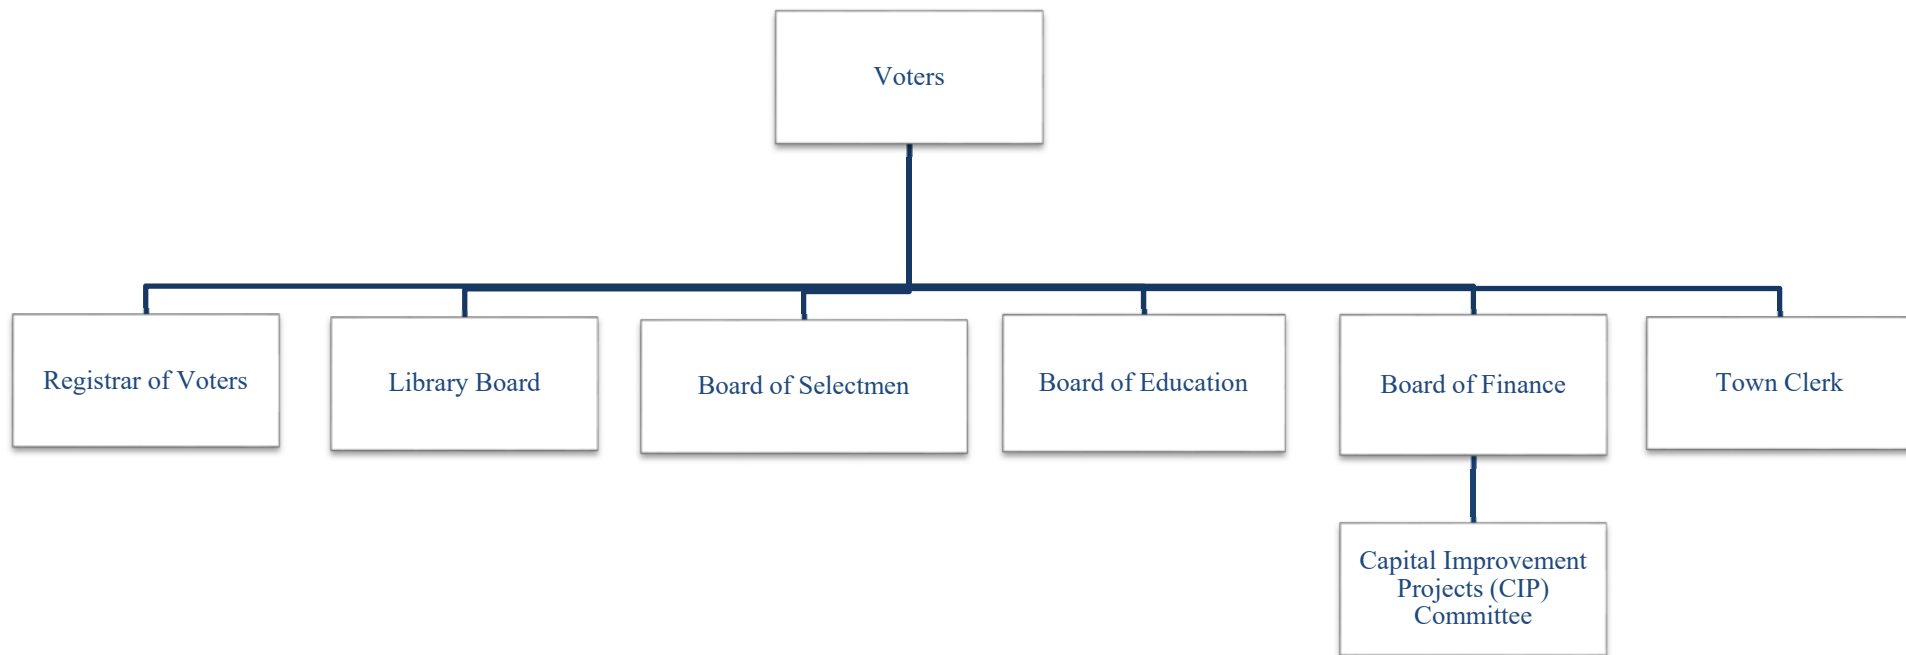 Voters
Registrar of Voters
Library Board
Board of Selectmen
Board of Education
Board of Finance
Town Clerk
Capital Improvement
Projects (CIP)
Committee